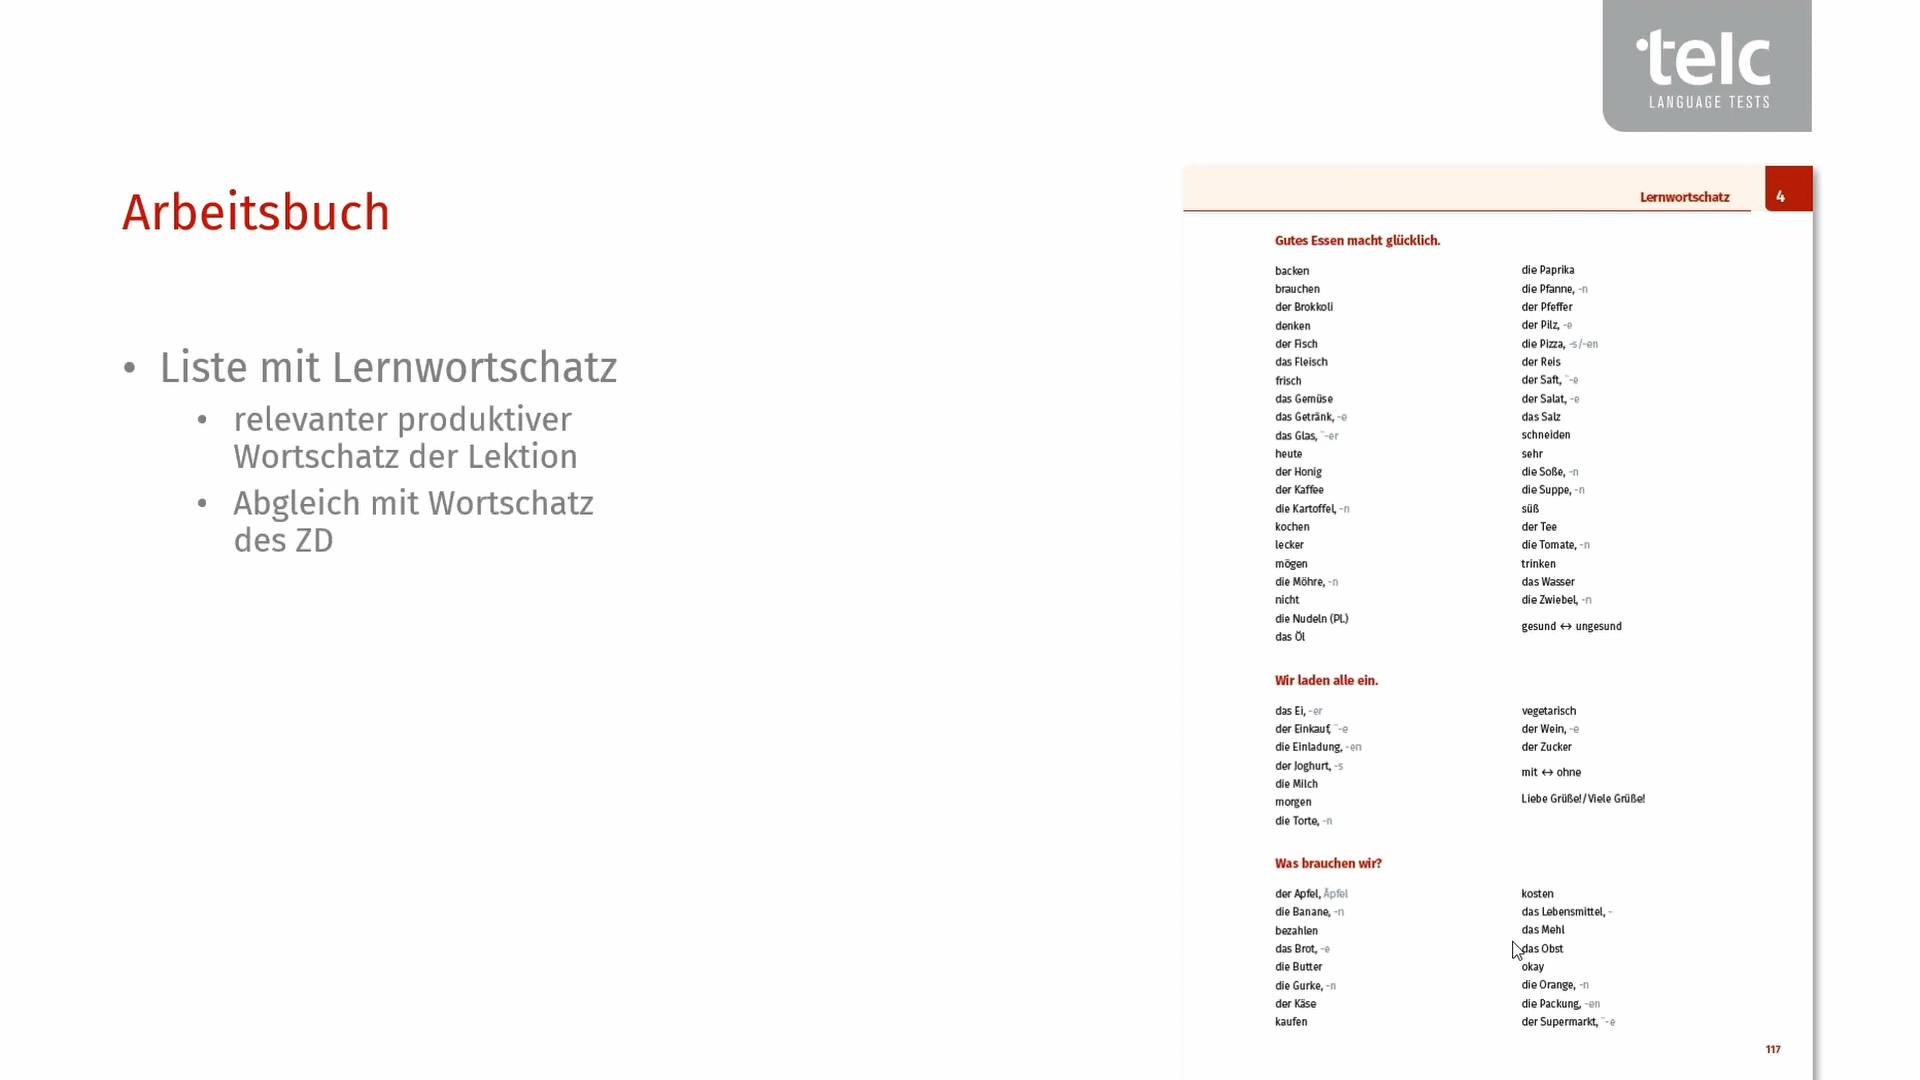 telc
LANGUAGE TESTS
Arbeitsbuch
• Liste mit Lernwortschatz
• relevanter produktiver
Wortschatz der Lektion
• Abgleich mit Wortschatz
des ZD
Lernwortschatz
4
Gutes Essen macht glücklich.
backen
brauchen
der Brokkoli
denken
der Fisch
das Fleisch
frisch
das Gemüse
das Getränk, -e
das Glas, ¨-er
heute
der Honig
der Kaffee
die Kartoffel, -n
kochen
lecker
mögen
die Möhre, -n
nicht
die Nudeln (Pl.)
das Öl
die Paprika
die Pfanne, -n
der Pfeffer
der Pilz, -e
die Pizza, -s/-en
der Reis
der Saft, ¨-e
der Salat, -e
das Salz
schneiden
sehr
die Soße, -n
die Suppe, -n
süß
der Tee
die Tomate, -n
trinken
das Wasser
die Zwiebel, -n
gesund ↔ ungesund
Wir laden alle ein.
das Ei, -er
der Einkauf, ¨-e
die Einladung, -en
der Joghurt, -s
die Milch
morgen
die Torte, -n
vegetarisch
der Wein, -e
der Zucker
mit ↔ ohne
Liebe Grüße!/Viele Grüße!
Was brauchen wir?
der Apfel, Äpfel
die Banane, -n
bezahlen
das Brot, -e
die Butter
die Gurke, -n
der Käse
kaufen
kosten
das Lebensmittel, -
das Mehl
das Obst
okay
die Orange, -n
die Packung, -en
der Supermarkt, ¨-e
117